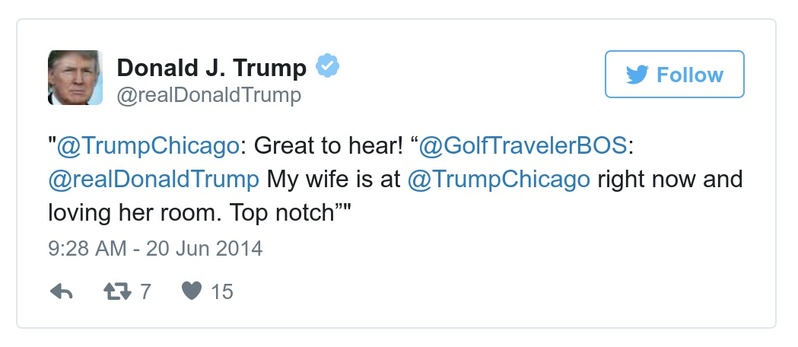 Donald J. Trump
@realDonaldTrump
Follow
"@TrumpChicago: Great to hear! “@GolfTravelerBOS:
@realDonaldTrump My wife is at @TrumpChicago right now and
loving her room. Top notch”"
9:28 AM - 20 Jun 2014
7 15